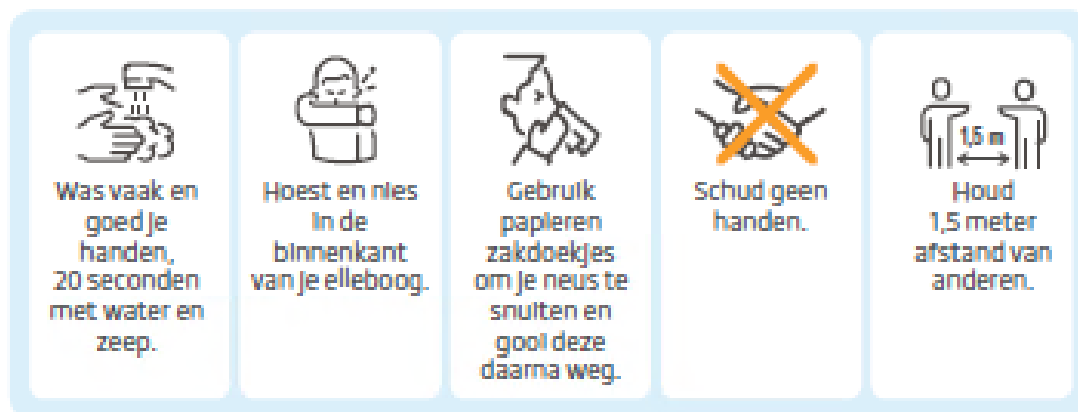 Was vaak en
goed je
handen,
20 seconden
met water en
zeep.
Hoest en nies
in de
binnenkant
van je elleboog.
Gebruik
papieren
zakdoekjes
om je neus te
snuiten en
gooi deze
daarna weg.
Schud geen
handen.
1,5 m
Houd
1,5 meter
afstand van
anderen.